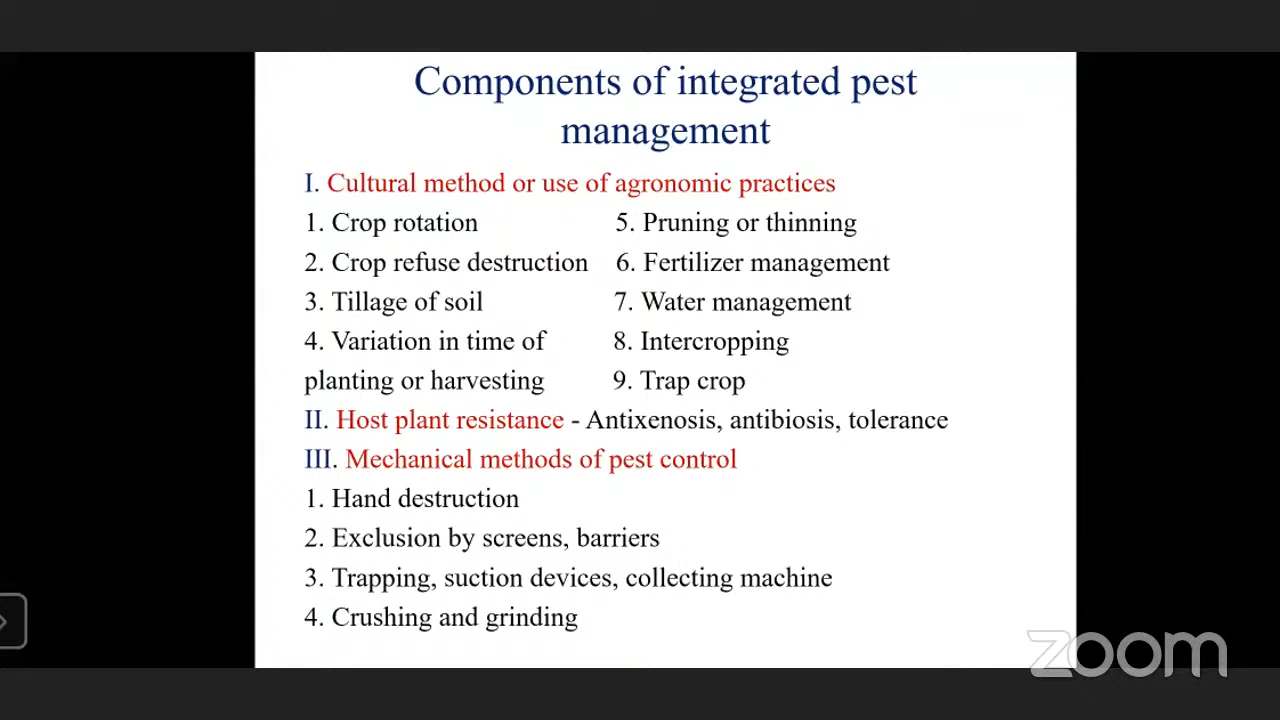 Components of integrated pest
management
I. Cultural method or use of agronomic practices
1. Crop rotation 5. Pruning or thinning
2. Crop refuse destruction 6. Fertilizer management
3. Tillage of soil 7. Water management
4. Variation in time of 8. Intercropping
planting or harvesting 9. Trap crop
II. Host plant resistance - Antixenosis, antibiosis, tolerance
III. Mechanical methods of pest control
1. Hand destruction
2. Exclusion by screens, barriers
3. Trapping, suction devices, collecting machine
4. Crushing and grinding
zoom